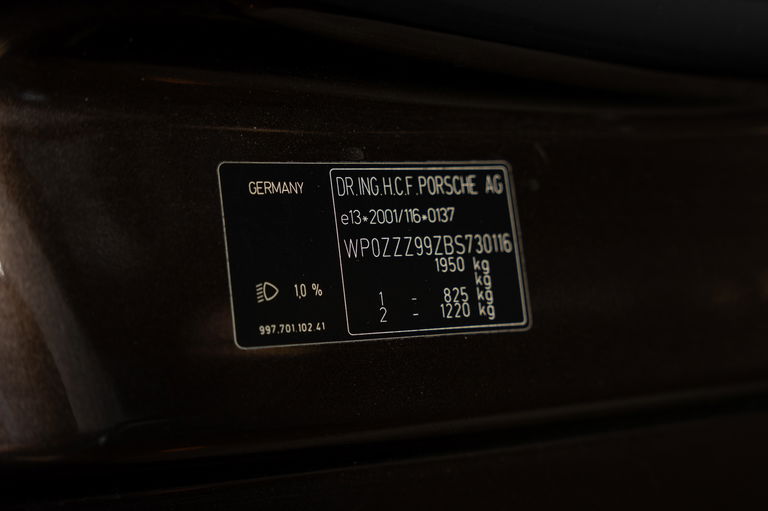 GERMANY
1,0 %
997.701.102.41
DR.ING.H.C.F.PORSCHE AG
e13*2001/116*0137
WP0ZZZ99ZBS730116
1950 kg
kg
1 - 825 kg
2 - 1220 kg